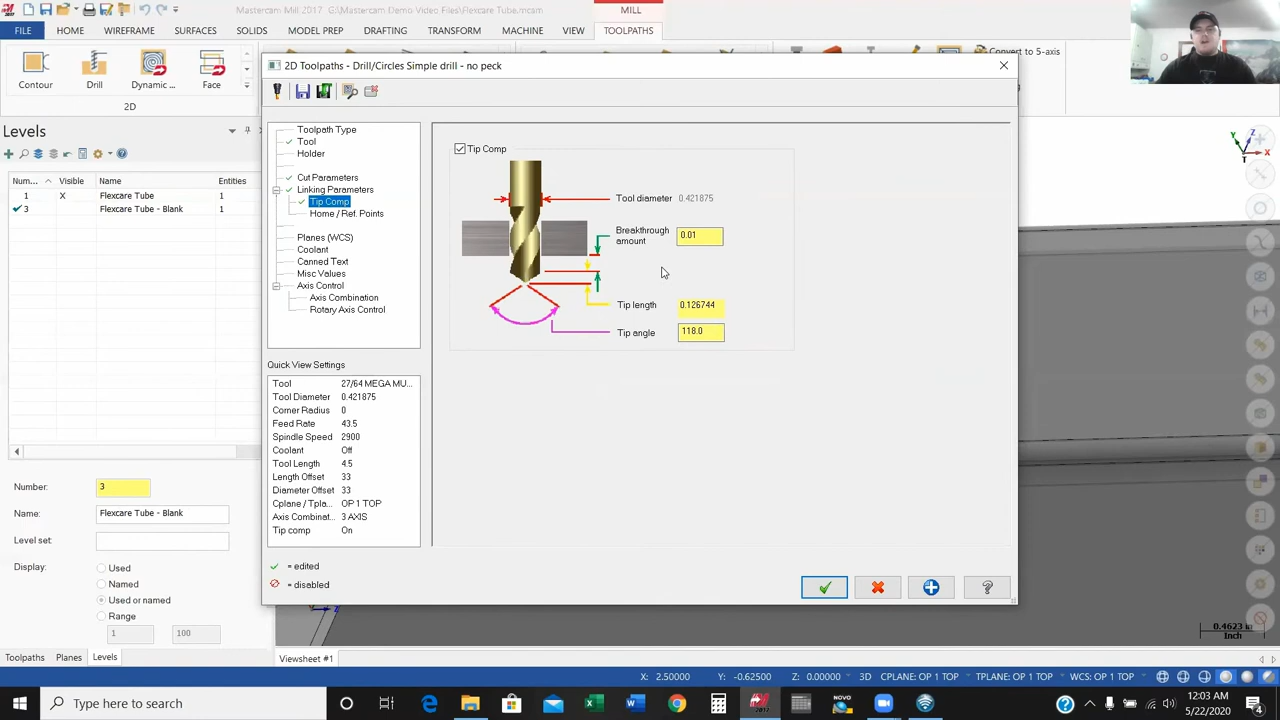 Mastercam Mill 2017 G:\Mastercam Demo Video Files\Flexcare Tube.mcam
MILL
FILE HOME WIREFRAME SURFACES SOLIDS MODEL PREP DRAFTING TRANSFORM MACHINE VIEW TOOLPATHS
Contour Drill Dynamic ... Face
2D
Convert to 5-axis
2D Toolpaths - Drill/Circles Simple drill - no peck
Levels
Num... Visible Name Entities
1 X Flexcare Tube 1
3 Flexcare Tube - Blank 1
Number: 3
Name: Flexcare Tube - Blank
Level set:
Display: Used
Named
Used or named
Range
1 100
Toolpath Type
Tool
Holder
Cut Parameters
Linking Parameters
Tip Comp
Home / Ref. Points
Planes (WCS)
Coolant
Canned Text
Misc Values
Axis Control
Axis Combination
Rotary Axis Control
Quick View Settings
Tool 27/64 MEGA MU...
Tool Diameter 0.421875
Corner Radius 0
Feed Rate 43.5
Spindle Speed 2900
Coolant Off
Tool Length 4.5
Length Offset 33
Diameter Offset 33
Cplane / Tpla... OP 1 TOP
Axis Combinat... 3 AXIS
Tip comp On
= edited
= disabled
Tip Comp
Tool diameter 0.421875
Breakthrough
amount
0.01
Tip length 0.126744
Tip angle 118.0
Z
Y X
T
0.4623 in
Inch
Toolpaths Planes Levels
Viewsheet #1
X: 2.50000 Y: -0.62500 Z: 0.00000 3D CPLANE: OP 1 TOP TPLANE: OP 1 TOP WCS: OP 1 TOP
Type here to search
2017
NOVO
12:03 AM
5/22/2020
4